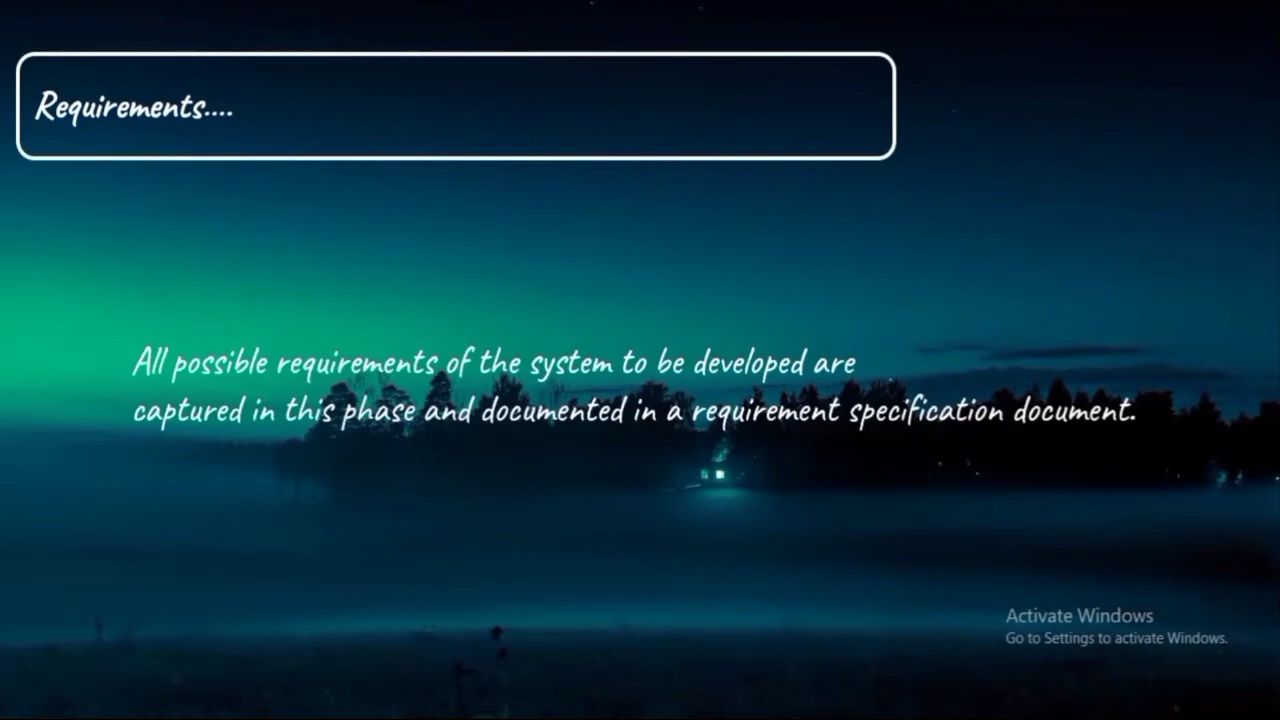 Requirements....
All possible requirements of the system to be developed are
captured in this phase and documented in a requirement specification document.
Activate Windows
Go to Settings to activate Windows.